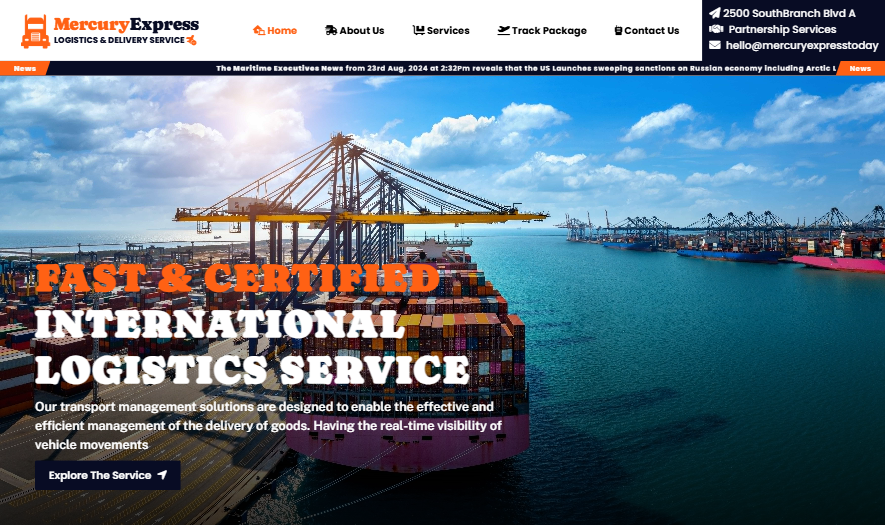 MercuryExpress
LOGISTICS & DELIVERY SERVICE
Home
About Us
Services
Track Package
Contact Us
2500 SouthBranch Blvd A
Partnership Services
hello@mercuryexpresstoday
News
The Maritime Executives News from 23rd Aug, 2024 at 2:32Pm reveals that the US Launches sweeping sanctions on Russian economy including Arctic L
News
FAST & CERTIFIED
INTERNATIONAL
LOGISTICS SERVICE
Our transport management solutions are designed to enable the effective and
efficient management of the delivery of goods. Having the real-time visibility of
vehicle movements
Explore The Service